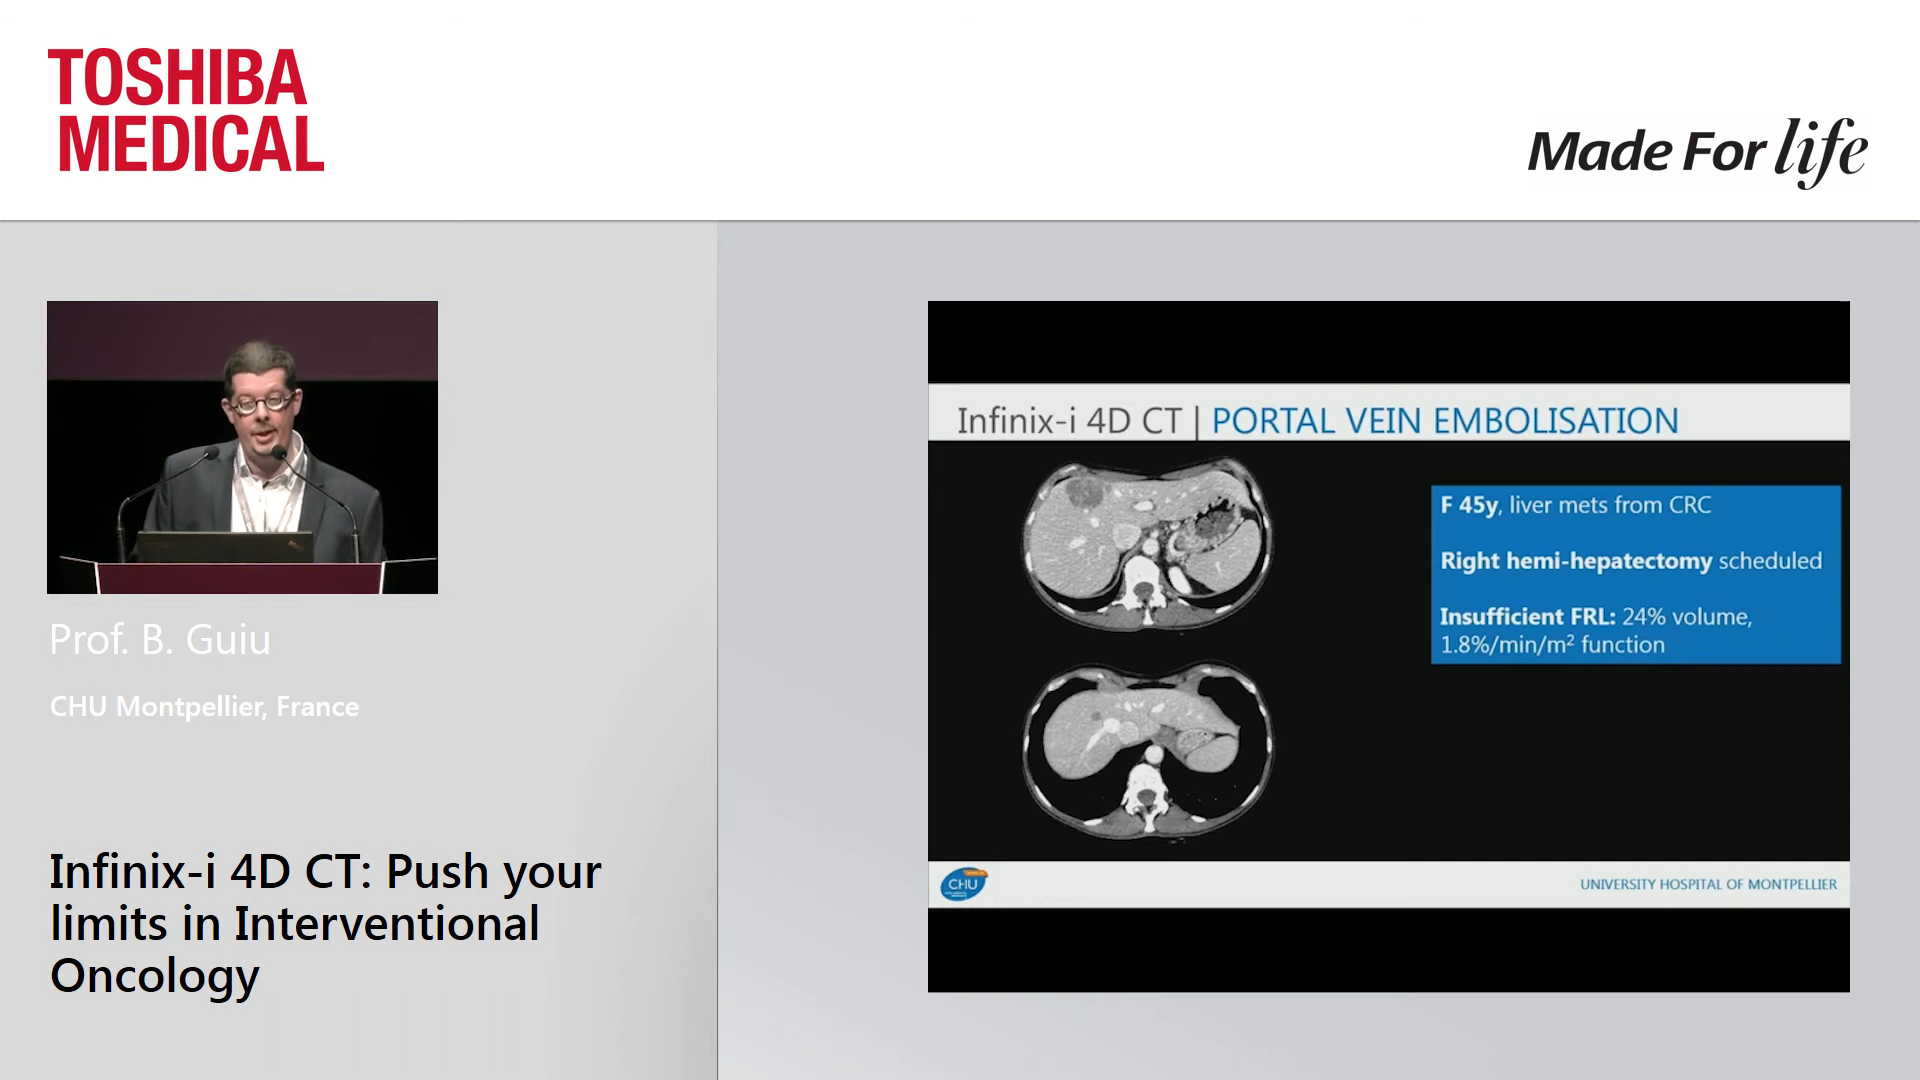 TOSHIBA
MEDICAL
Made For life
Prof. B. Guiu
CHU Montpellier, France
Infinix-i 4D CT: Push your
limits in Interventional
Oncology
Infinix-i 4D CT | PORTAL VEIN EMBOLISATION
F 45y, liver mets from CRC
Right hemi-hepatectomy scheduled
Insufficient FRL: 24% volume,
1.8%/min/m² function
CHU
UNIVERSITY HOSPITAL OF MONTPELLIER